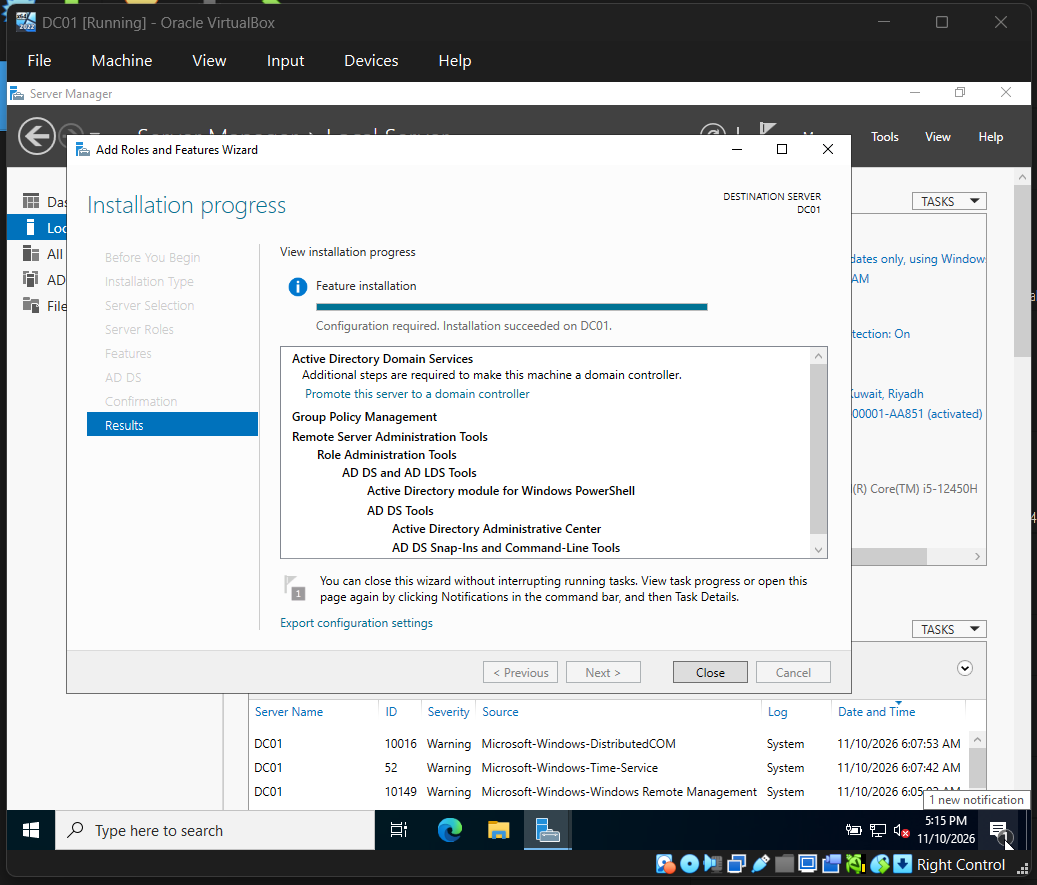 DC01 [Running] - Oracle VirtualBox
File Machine View Input Devices Help
Server Manager
Tools View Help
Add Roles and Features Wizard
Installation progress
DESTINATION SERVER
DC01
TASKS
Before You Begin
Installation Type
Server Selection
Server Roles
Features
AD DS
Confirmation
Results
View installation progress
Feature installation
Configuration required. Installation succeeded on DC01.
Active Directory Domain Services
Additional steps are required to make this machine a domain controller.
Promote this server to a domain controller
Group Policy Management
Remote Server Administration Tools
Role Administration Tools
AD DS and AD LDS Tools
Active Directory module for Windows PowerShell
AD DS Tools
Active Directory Administrative Center
AD DS Snap-Ins and Command-Line Tools
You can close this wizard without interrupting running tasks. View task progress or open this
page again by clicking Notifications in the command bar, and then Task Details.
Export configuration settings
< Previous Next > Close Cancel
All
AD
only, using
AM
On
Kuwait, Riyadh
00001-AA851 (activated)
(R) Core(TM) i5-12450H
TASKS
Server Name ID Severity Source Log Date and Time
DC01 10016 Warning Microsoft-Windows-DistributedCOM System 11/10/2026 6:07:53 AM
DC01 52 Warning Microsoft-Windows-Time-Service System 11/10/2026 6:07:42 AM
DC01 10149 Warning Microsoft-Windows-Windows Remote Management System 11/10/2026
1 new notification
Type here to search
5:15 PM
11/10/2026
Right Control